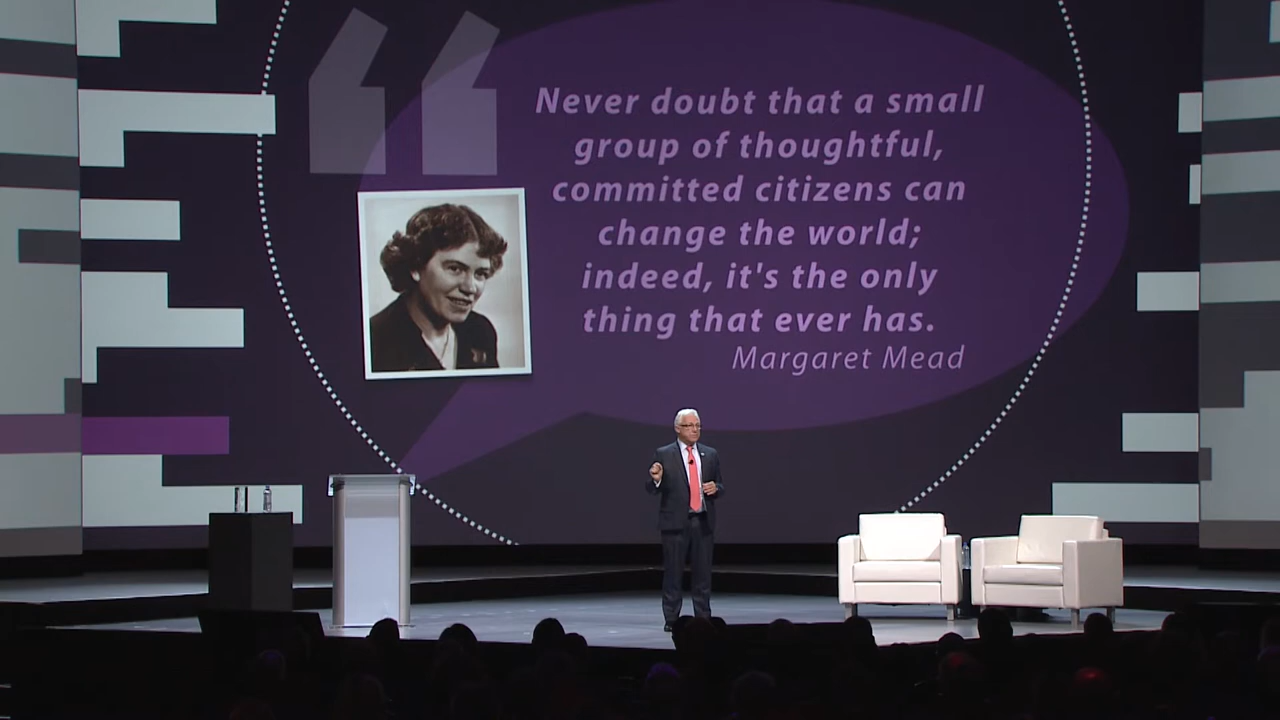 Never doubt that a small
group of thoughtful,
committed citizens can
change the world;
indeed, it's the only
thing that ever has.
Margaret Mead